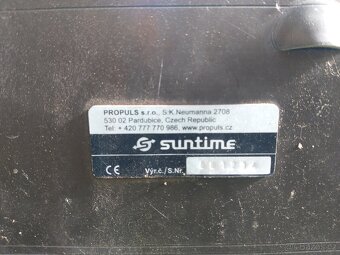 PROPULS s.r.o., S.K.Neumanna 2708
530 02 Pardubice, Czech Republic
Tel: + 420 777 770 986, www.propuls.cz
suntime
CE Výr.č./S.Nr.